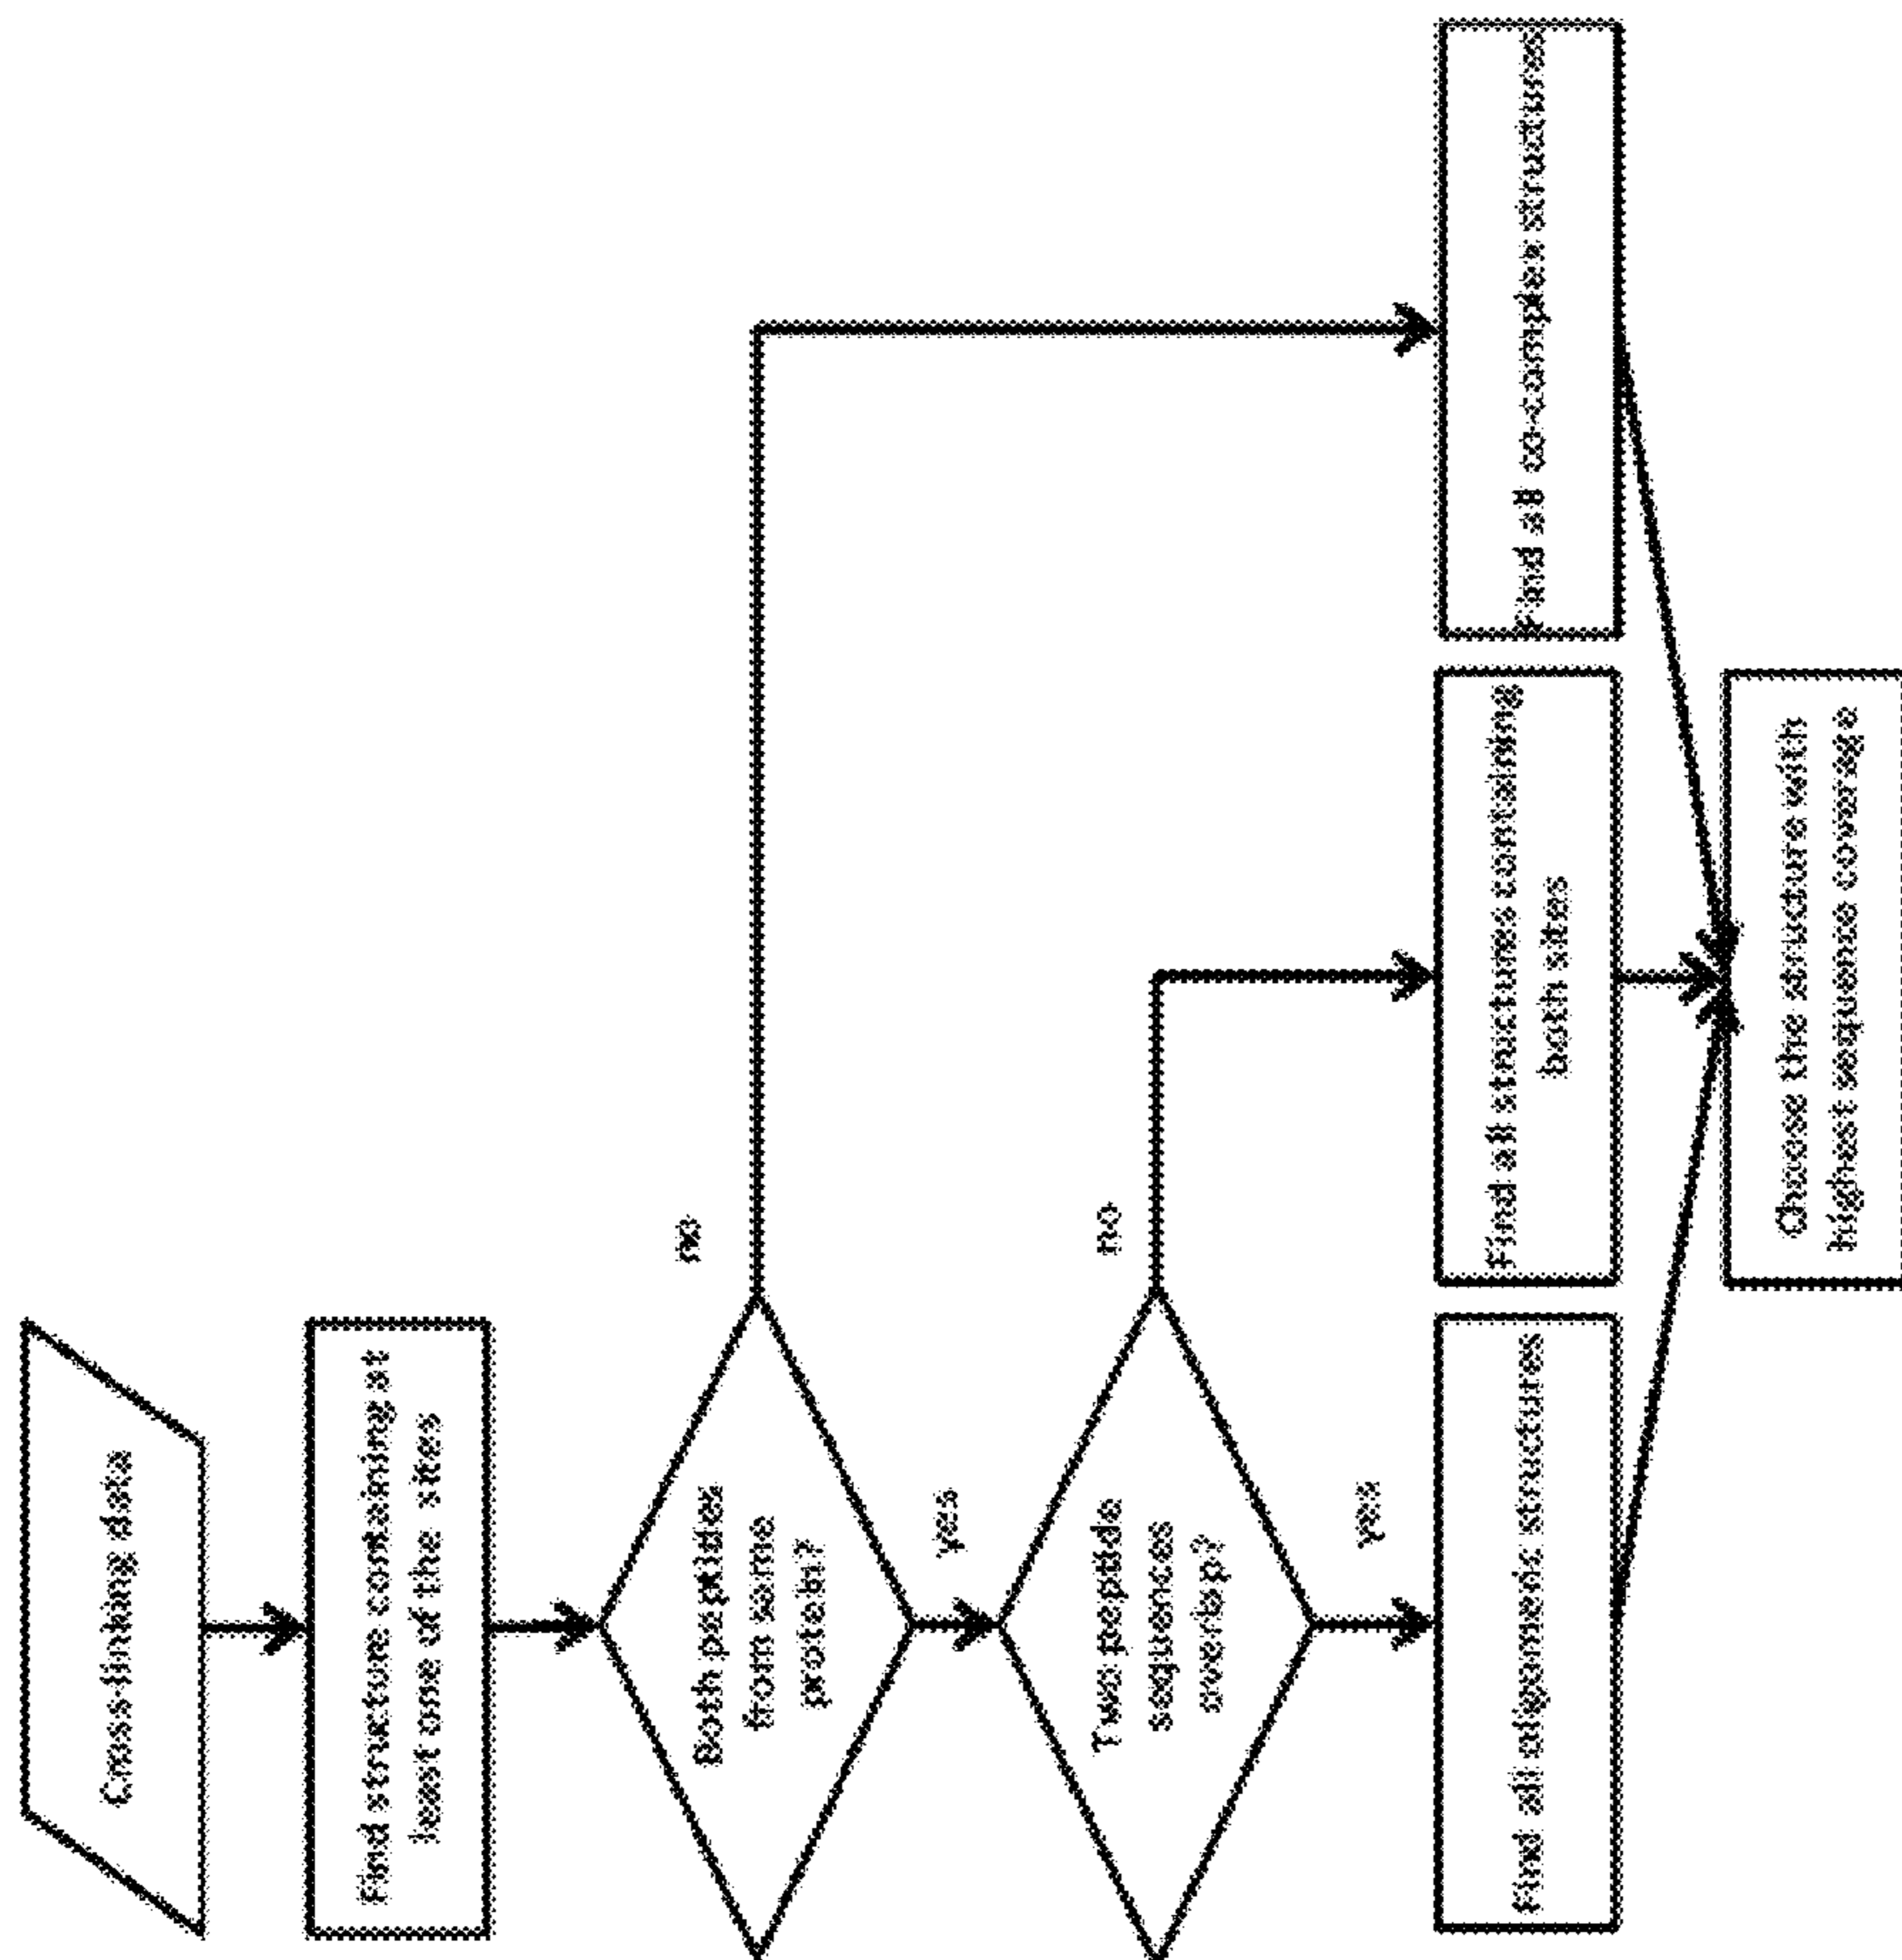 Cross-linking data
Find structure containing at
least one of the sites
Both peptides
from same
protein?
no
yes
Two peptide
sequences
overlap?
no
yes
Find all oligomeric structures
Find all structures containing
both sites
Find all co-complex structures
Choose the structure with
highest sequence coverage